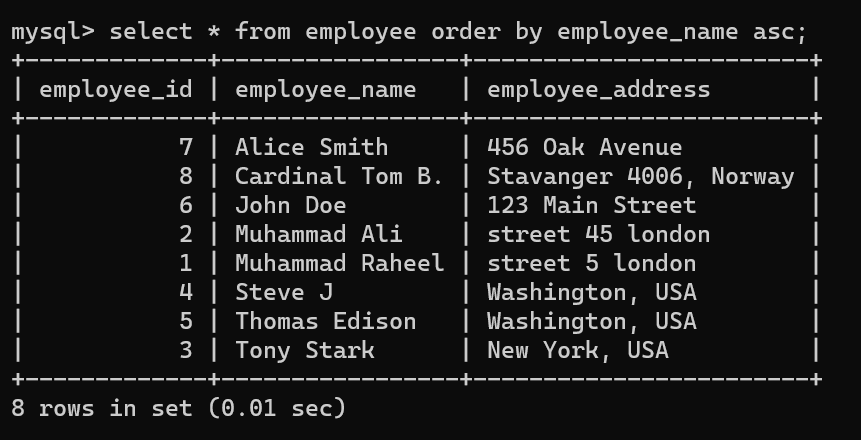 mysql> select * from employee order by employee_name asc;
+-------------+-----------------+------------------------+
| employee_id | employee_name   | employee_address       |
+-------------+-----------------+------------------------+
|           7 | Alice Smith     | 456 Oak Avenue         |
|           8 | Cardinal Tom B. | Stavanger 4006, Norway |
|           6 | John Doe        | 123 Main Street        |
|           2 | Muhammad Ali    | street 45 london       |
|           1 | Muhammad Raheel | street 5 london        |
|           4 | Steve J         | Washington, USA        |
|           5 | Thomas Edison   | Washington, USA        |
|           3 | Tony Stark      | New York, USA          |
+-------------+-----------------+------------------------+
8 rows in set (0.01 sec)